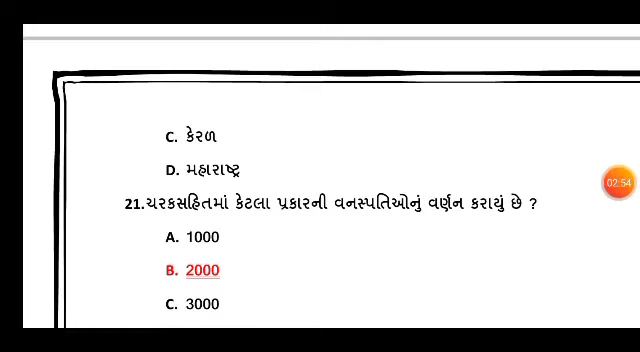 C. કેરળ
D. મહારાષ્ટ્ર
21.ચરકસહિતમાં કેટલા પ્રકારની વનસ્પતિઓનું વર્ણન કરાયું છે ?
A. 1000
B. 2000
C. 3000
02:54